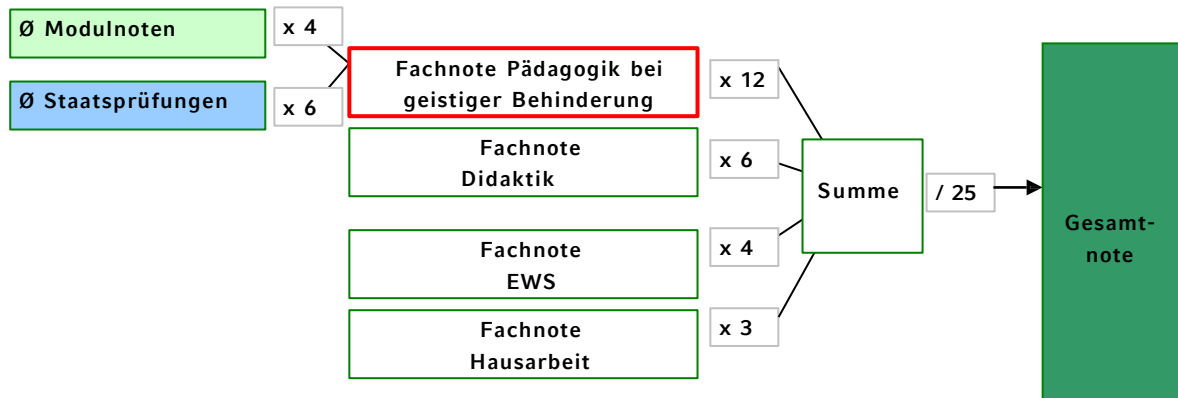 Ø Modulnoten
x 4
Ø Staatsprüfungen
x 6
Fachnote Pädagogik bei
geistiger Behinderung
x 12
Fachnote
Didaktik
x 6
Fachnote
EWS
x 4
Fachnote
Hausarbeit
x 3
Summe
/ 25
Gesamt-
note